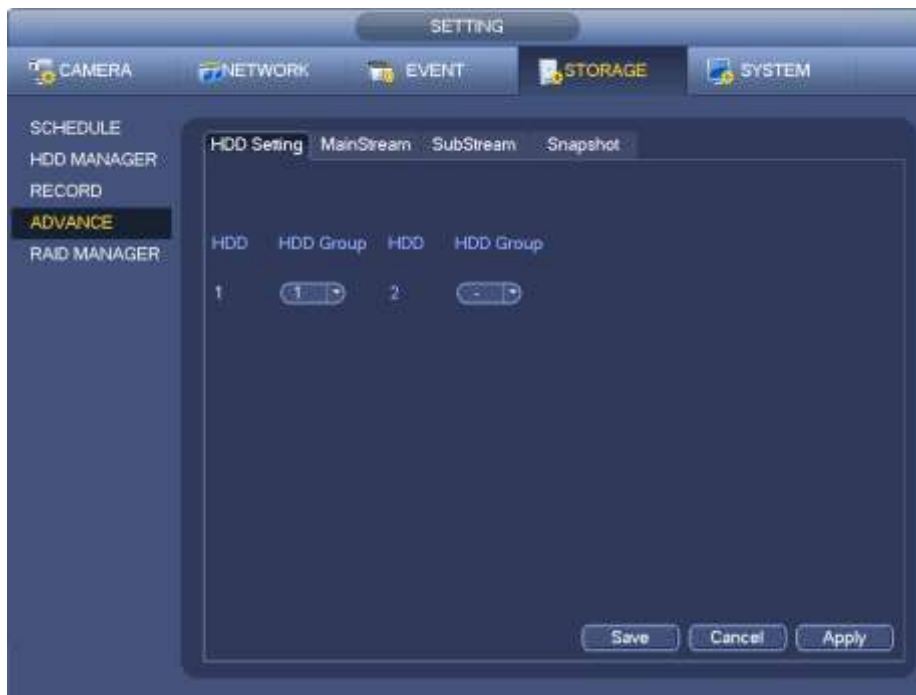 SETTING
CAMERA NETWORK EVENT STORAGE SYSTEM
SCHEDULE
HDD MANAGER
RECORD
ADVANCE
RAID MANAGER
HDD Setting MainStream SubStream Snapshot
HDD HDD Group HDD HDD Group
1 1 2 -
Save Cancel Apply